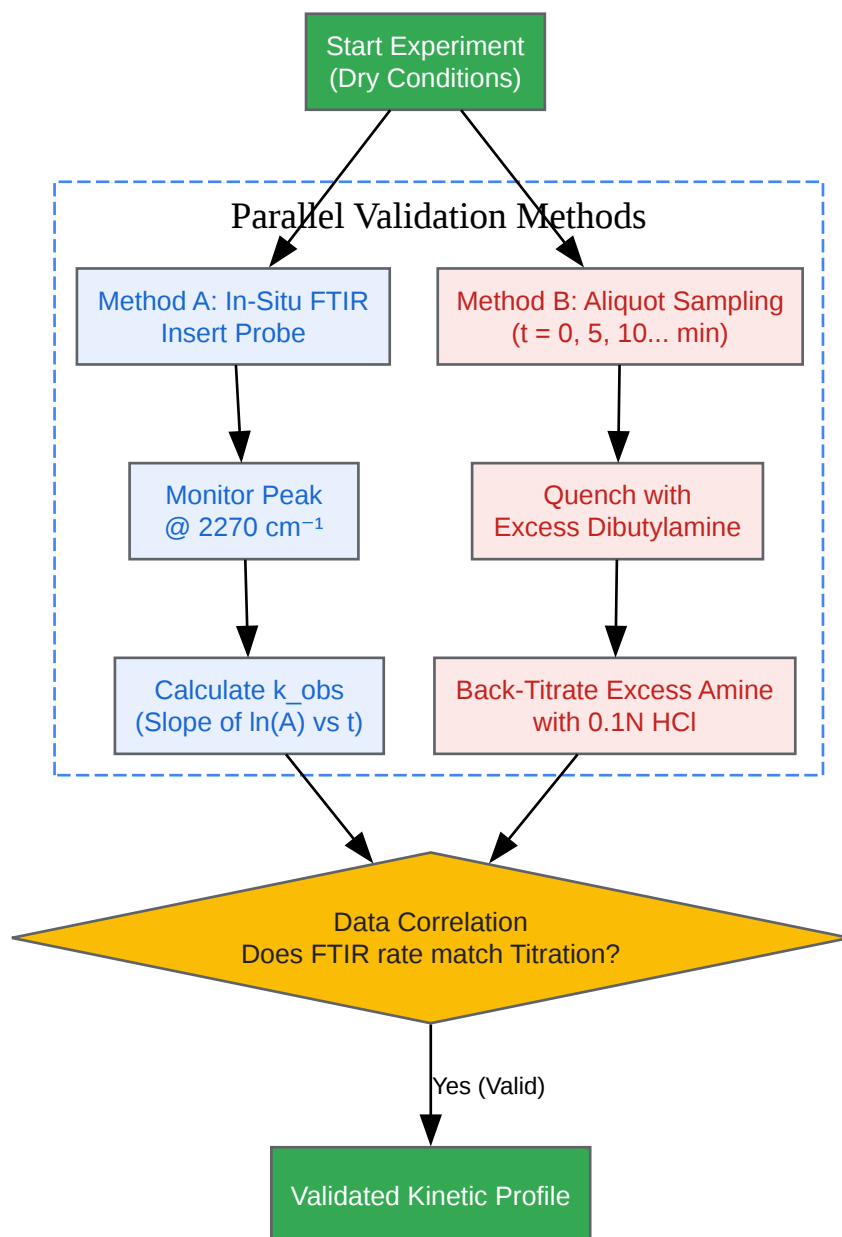 Start Experiment
(Dry Conditions)
Parallel Validation Methods
Method A: In-Situ FTIR
Insert Probe
Method B: Aliquot Sampling
(t = 0, 5, 10... min)
Monitor Peak
@ 2270 cm⁻¹
Quench with
Excess Dibutylamine
Calculate k_obs
(Slope of ln(A) vs t)
Back-Titrate Excess Amine
with 0.1N HCl
Data Correlation
Does FTIR rate match Titration?
Yes (Valid)
Validated Kinetic Profile